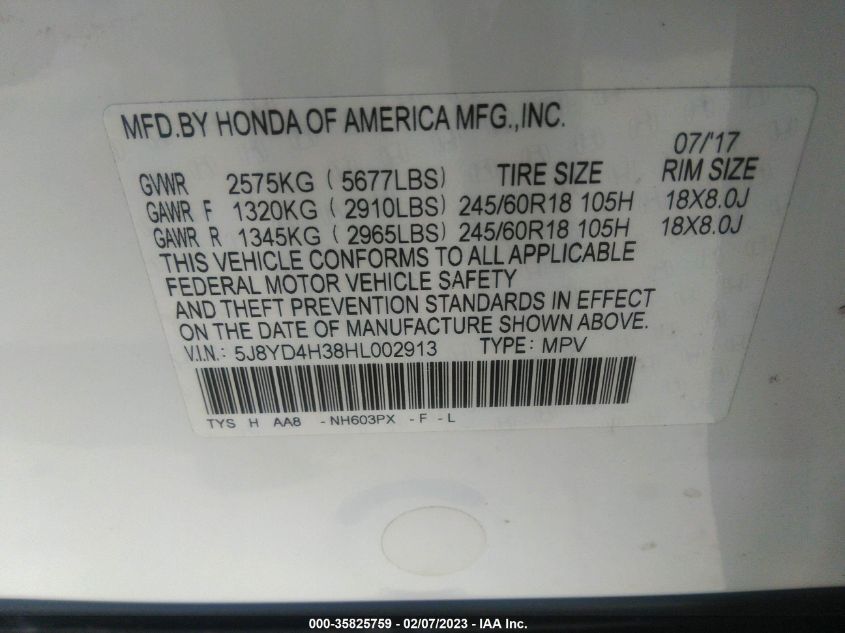 MFD.BY HONDA OF AMERICA MFG.,INC.
07/'17
GVWR 2575KG ( 5677LBS) TIRE SIZE RIM SIZE
GAWR F 1320KG ( 2910LBS) 245/60R18 105H 18X8.0J
GAWR R 1345KG ( 2965LBS) 245/60R18 105H 18X8.0J
THIS VEHICLE CONFORMS TO ALL APPLICABLE
FEDERAL MOTOR VEHICLE SAFETY
AND THEFT PREVENTION STANDARDS IN EFFECT
ON THE DATE OF MANUFACTURE SHOWN ABOVE.
V.I.N.: 5J8YD4H38HL002913 TYPE: MPV
TYS H AA8 -NH603PX -F -L
000-35825759 — 02/07/2023 — IAA Inc.